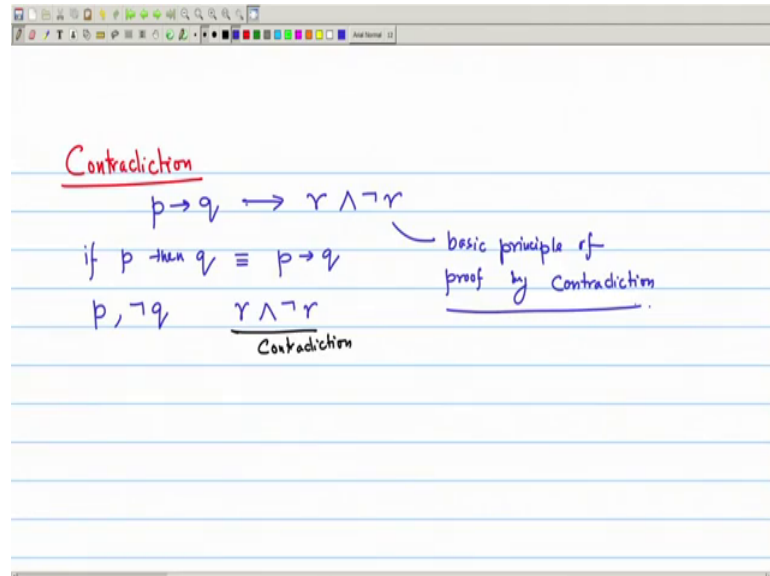 Arial Normal 12
Contradiction
p → q ⟶ r ∧ ¬r
basic principle of
proof by Contradiction
if p then q ≡ p → q
p, ¬q r ∧ ¬r
Contradiction